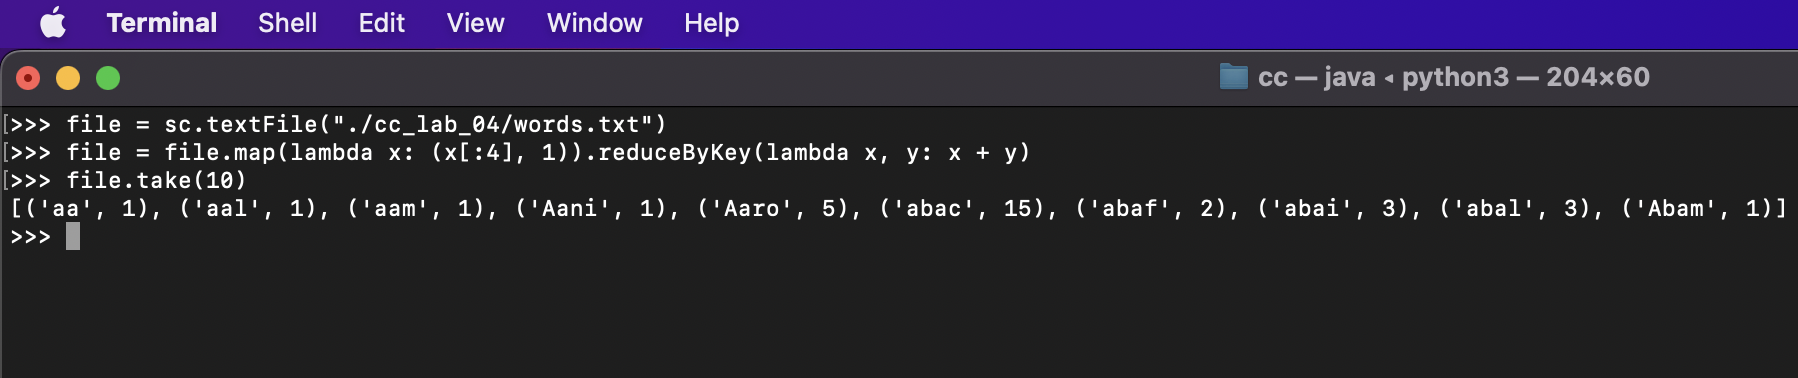 Terminal Shell Edit View Window Help
cc — java ◂ python3 — 204×60
[>>> file = sc.textFile("./cc_lab_04/words.txt")
[>>> file = file.map(lambda x: (x[:4], 1)).reduceByKey(lambda x, y: x + y)
[>>> file.take(10)
[('aa', 1), ('aal', 1), ('aam', 1), ('Aani', 1), ('Aaro', 5), ('abac', 15), ('abaf', 2), ('abai', 3), ('abal', 3), ('Abam', 1)]
>>>